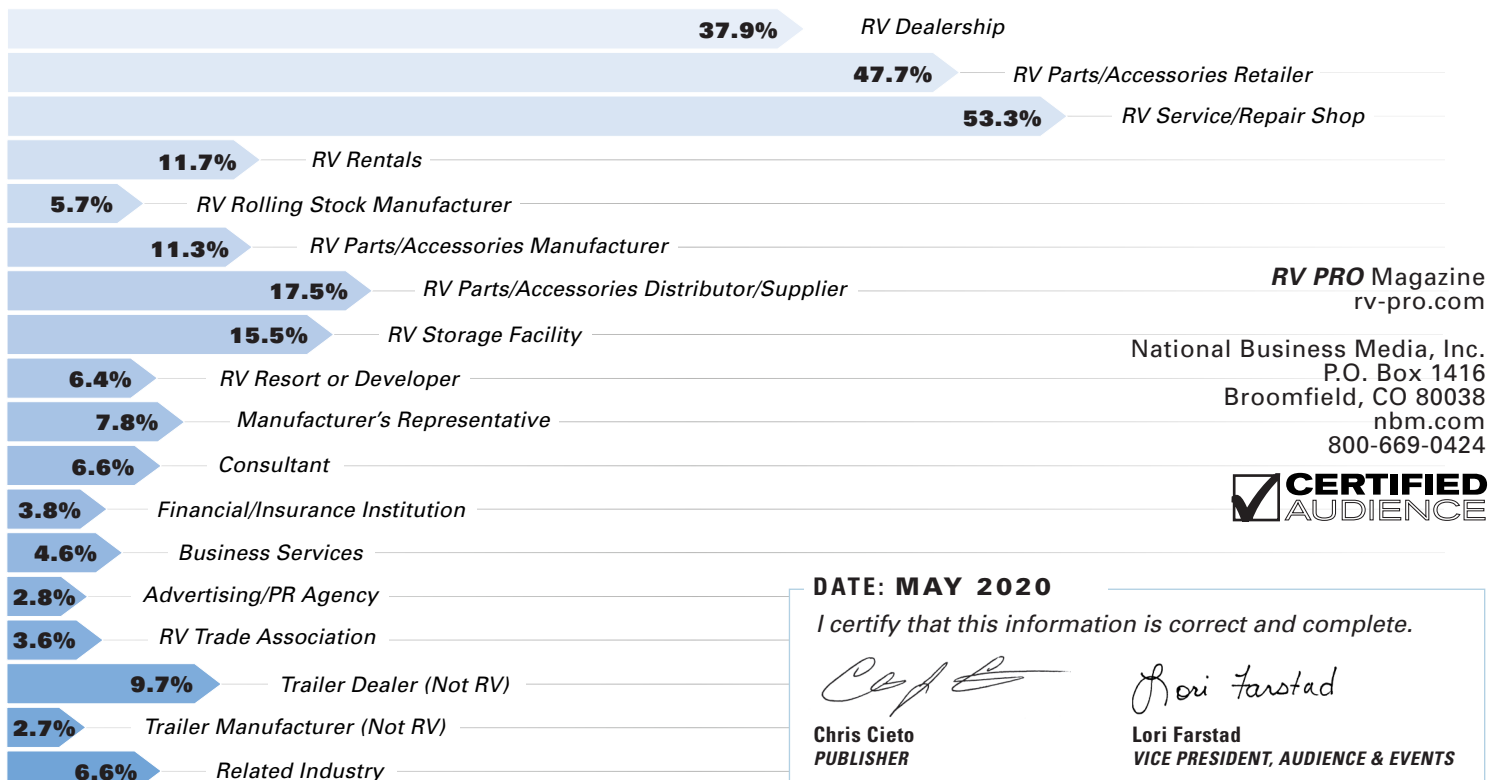 37.9% RV Dealership
47.7% RV Parts/Accessories Retailer
53.3% RV Service/Repair Shop
11.7% RV Rentals
5.7% RV Rolling Stock Manufacturer
11.3% RV Parts/Accessories Manufacturer
17.5% RV Parts/Accessories Distributor/Supplier
15.5% RV Storage Facility
6.4% RV Resort or Developer
7.8% Manufacturer's Representative
6.6% Consultant
3.8% Financial/Insurance Institution
4.6% Business Services
2.8% Advertising/PR Agency
3.6% RV Trade Association
9.7% Trailer Dealer (Not RV)
2.7% Trailer Manufacturer (Not RV)
6.6% Related Industry
RV PRO Magazine
rv-pro.com
National Business Media, Inc.
P.O. Box 1416
Broomfield, CO 80038
nbm.com
800-669-0424
CERTIFIED
AUDIENCE
DATE: MAY 2020
I certify that this information is correct and complete.
Lori Farstad
Chris Cieto
PUBLISHER
Lori Farstad
VICE PRESIDENT, AUDIENCE & EVENTS